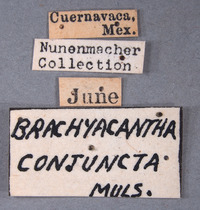 Cuernavaca,
Mex.
Nunenmacher
Collection
June
BRACHYACANTHA
CONJUNCTA
MULS.